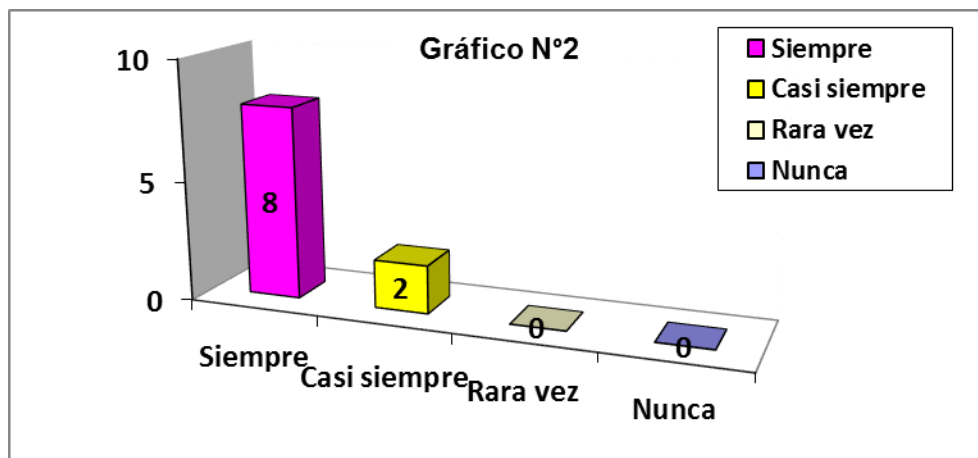 Gráfico N°2
Siempre
Casi siempre
Rara vez
Nunca
10
5
0
8
2
0
0
Siempre
Casi siempre
Rara vez
Nunca